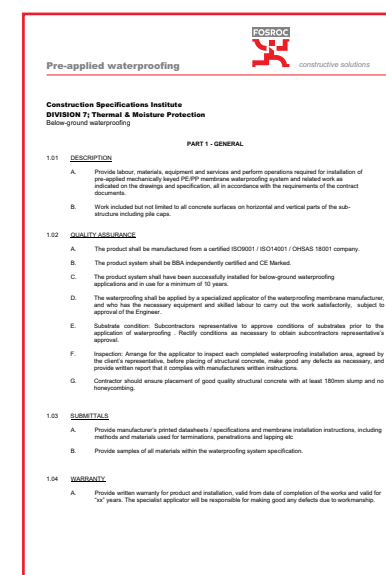 FOSROC
Pre-applied waterproofing
constructive solutions
Construction Specifications Institute
DIVISION 7; Thermal & Moisture Protection
Below-ground waterproofing
PART 1 - GENERAL
1.01 DESCRIPTION
A. Provide labour, materials, equipment and services and perform operations required for installation of
pre-applied mechanically keyed PE/PP membrane waterproofing system and related work as
indicated on the drawings and specification, all in accordance with the requirements of the contract
documents.
B. Work included but not limited to all concrete surfaces on horizontal and vertical parts of the sub-
structure including pile caps.
1.02 QUALITY ASSURANCE
A. The product shall be manufactured from a certified ISO9001 / ISO14001 / OHSAS 18001 company.
B. The product system shall be BBA independently certified and CE Marked.
C. The product system shall have been successfully installed for below-ground waterproofing
applications and in use for a minimum of 10 years.
D. The waterproofing shall be applied by a specialized applicator of the waterproofing membrane manufacturer,
and who has the necessary equipment and skilled labour to carry out the work satisfactorily, subject to
approval of the Engineer.
E. Substrate condition: Subcontractors representative to approve conditions of substrates prior to the
application of waterproofing . Rectify conditions as necessary to obtain subcontractors representative's
approval.
F. Inspection: Arrange for the applicator to inspect each completed waterproofing installation area, agreed by
the client's representative, before placing of structural concrete, make good any defects as necessary, and
provide written report that it complies with manufacturers written instructions.
G. Contractor should ensure placement of good quality structural concrete with at least 180mm slump and no
honeycombing.
1.03 SUBMITTALS
A. Provide manufacturer's printed datasheets / specifications and membrane installation instructions, including
methods and materials used for terminations, penetrations and lapping etc
B. Provide samples of all materials within the waterproofing system specification.
1.04 WARRANTY
A. Provide written warranty for product and installation, valid from date of completion of the works and valid for
"xx" years. The specialist applicator will be responsible for making good any defects due to workmanship.